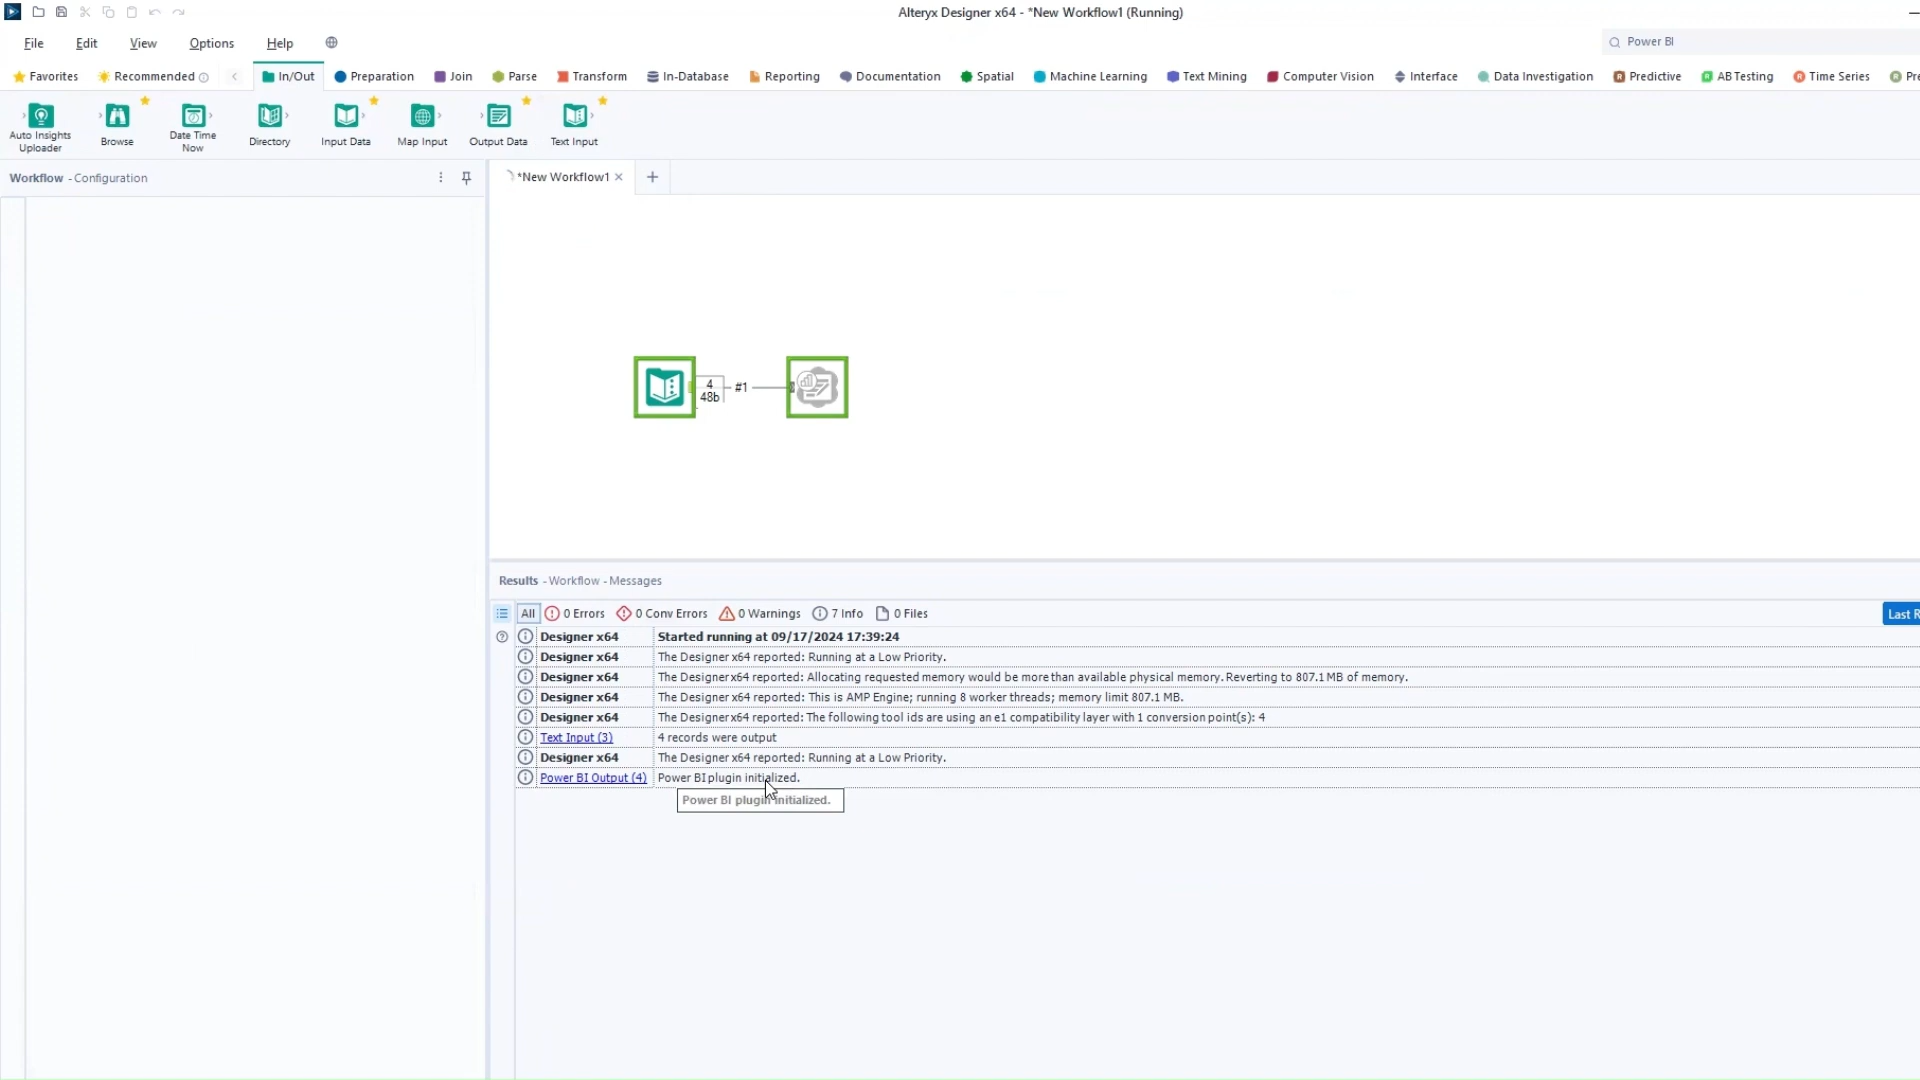 Alteryx Designer x64 - *New Workflow1 (Running)
File Edit View Options Help
Power BI
Favorites Recommended In/Out Preparation Join Parse Transform In-Database Reporting Documentation Spatial Machine Learning Text Mining Computer Vision Interface Data Investigation Predictive AB Testing Time Series Pre
Auto Insights Uploader Browse Date Time Now Directory Input Data Map Input Output Data Text Input
Workflow - Configuration
*New Workflow1
4
48b
#1
Results - Workflow - Messages
All 0 Errors 0 Conv Errors 0 Warnings 7 Info 0 Files
Last R
Designer x64 Started running at 09/17/2024 17:39:24
Designer x64 The Designer x64 reported: Running at a Low Priority.
Designer x64 The Designer x64 reported: Allocating requested memory would be more than available physical memory. Reverting to 807.1 MB of memory.
Designer x64 The Designer x64 reported: This is AMP Engine; running 8 worker threads; memory limit 807.1 MB.
Designer x64 The Designer x64 reported: The following tool ids are using an e1 compatibility layer with 1 conversion point(s): 4
Text Input (3) 4 records were output
Designer x64 The Designer x64 reported: Running at a Low Priority.
Power BI Output (4) Power BI plugin initialized.
Power BI plugin initialized.